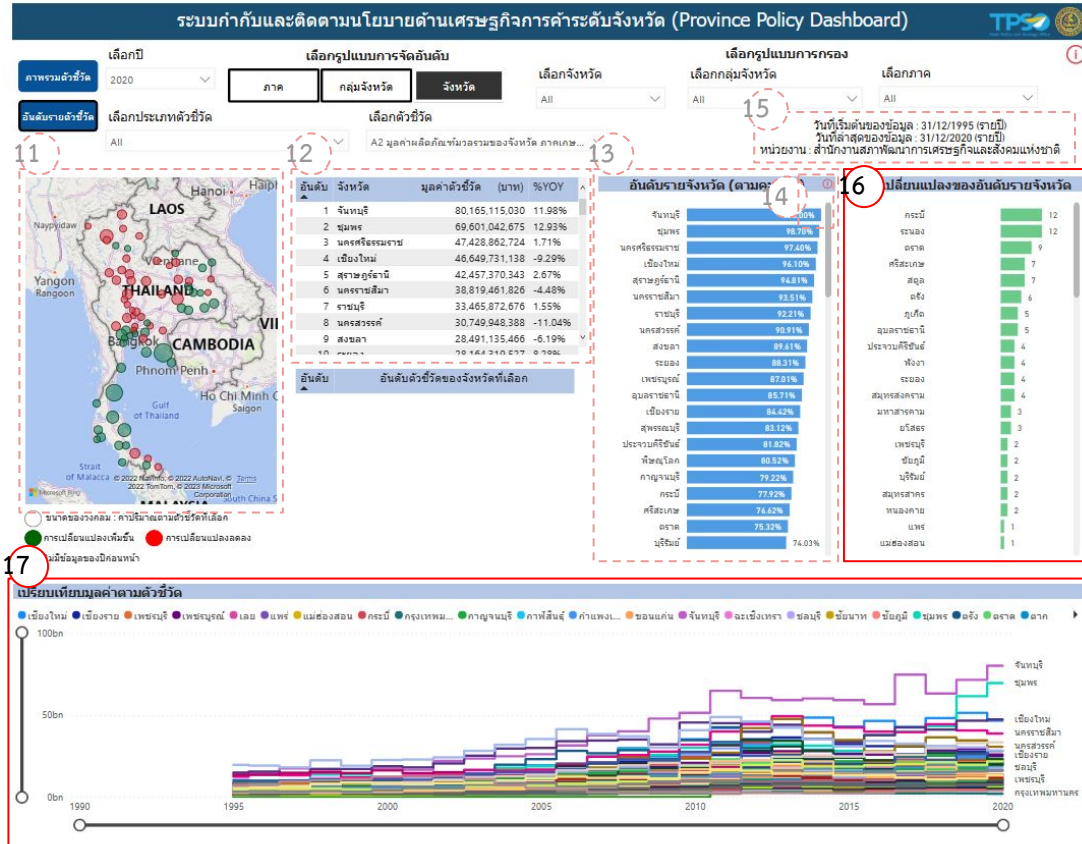 ระบบกำกับและติดตามนโยบายด้านเศรษฐกิจการค้าระดับจังหวัด (Province Policy Dashboard)
TPSO
ภาพรวมตัวชี้วัด
เลือกปี
2020
เลือกรูปแบบการจัดอันดับ
ภาค
กลุ่มจังหวัด
จังหวัด
เลือกรูปแบบการกรอง
เลือกจังหวัด
All
เลือกกลุ่มจังหวัด
All
เลือกภาค
All
อันดับรายตัวชี้วัด
เลือกประเภทตัวชี้วัด
All
เลือกตัวชี้วัด
A2 มูลค่าผลิตภัณฑ์มวลรวมของจังหวัด ภาคเกษ...
15
วันที่เริ่มต้นของข้อมูล : 31/12/1995 (รายปี)
วันที่ล่าสุดของข้อมูล : 31/12/2020 (รายปี)
หน่วยงาน : สำนักงานสภาพัฒนาการเศรษฐกิจและสังคมแห่งชาติ
11
Hanoi
Haiph
LAOS
Naypyidaw
Vientiane
Yangon
Rangoon
THAILAND
VI
Bangkok
CAMBODIA
Phnom Penh
Ho Chi Minh C
Saigon
Gulf
of Thailand
Strait
of Malacca
© 2022 NavInfo, © 2022 AutoNavi, ©
2022 TomTom, © 2023 Microsoft
Corporation
Terms
Microsoft Bing
South China S
MALAYSIA
ขนาดของวงกลม : ค่าปริมาณตามตัวชี้วัดที่เลือก
การเปลี่ยนแปลงเพิ่มขึ้น
การเปลี่ยนแปลงลดลง
ไม่มีข้อมูลของปีก่อนหน้า
12
อันดับ จังหวัด มูลค่าตัวชี้วัด (บาท) %YOY
1 จันทบุรี 80,165,115,030 11.98%
2 ชุมพร 69,601,042,675 12.93%
3 นครศรีธรรมราช 47,428,862,724 1.71%
4 เชียงใหม่ 46,649,731,138 -9.29%
5 สุราษฎร์ธานี 42,457,370,343 2.67%
6 นครราชสีมา 38,819,461,826 -4.48%
7 ราชบุรี 33,465,872,676 1.55%
8 นครสวรรค์ 30,749,948,388 -11.04%
9 สงขลา 28,491,135,466 -6.19%
10 ระยอง 28,164,319,527 8.28%
อันดับ อันดับตัวชี้วัดของจังหวัดที่เลือก
13
อันดับรายจังหวัด
14
จันทบุรี
ชุมพร 98.70%
นครศรีธรรมราช 97.40%
เชียงใหม่ 96.10%
สุราษฎร์ธานี 94.81%
นครราชสีมา 93.51%
ราชบุรี 92.21%
นครสวรรค์ 90.91%
สงขลา 89.61%
ระยอง 88.31%
เพชรบูรณ์ 87.01%
อุบลราชธานี 85.71%
เชียงราย 84.42%
สุพรรณบุรี 83.12%
ประจวบคีรีขันธ์ 81.82%
พิษณุโลก 80.52%
กาญจนบุรี 79.22%
กระบี่ 77.92%
ศรีสะเกษ 76.62%
ตราด 75.32%
บุรีรัมย์ 74.03%
16
เปลี่ยนแปลงของอันดับรายจังหวัด
กระบี่ 12
ระนอง 12
ตราด 9
ศรีสะเกษ 7
สตูล 7
ตรัง 6
ภูเก็ต 5
อุบลราชธานี 5
ประจวบคีรีขันธ์ 4
พังงา 4
ระยอง 4
สมุทรสงคราม 4
มหาสารคาม 3
ยโสธร 3
เพชรบุรี 2
ชัยภูมิ 2
บุรีรัมย์ 2
สมุทรสาคร 2
หนองคาย 2
แพร่ 1
แม่ฮ่องสอน 1
17
เปรียบเทียบมูลค่าตามตัวชี้วัด
เชียงใหม่ เชียงราย เพชรบุรี เพชรบูรณ์ เลย แพร่ แม่ฮ่องสอน กระบี่ กรุงเทพม... กาญจนบุรี กาฬสินธุ์ กำแพงเ... ขอนแก่น จันทบุรี ฉะเชิงเทรา ชลบุรี ชัยนาท ชัยภูมิ ชุมพร ตรัง ตราด ตาก
100bn
50bn
0bn
จันทบุรี
ชุมพร
เชียงใหม่
นครราชสีมา
นครสวรรค์
เชียงราย
ชลบุรี
เพชรบุรี
กรุงเทพมหานคร
1990 1995 2000 2005 2010 2015 2020